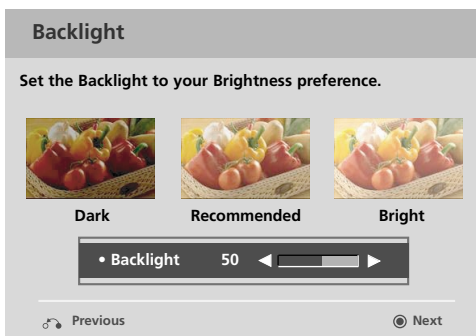 Backlight
Set the Backlight to your Brightness preference.
Dark Recommended Bright
• Backlight 50 ◀ ▶
Previous Next